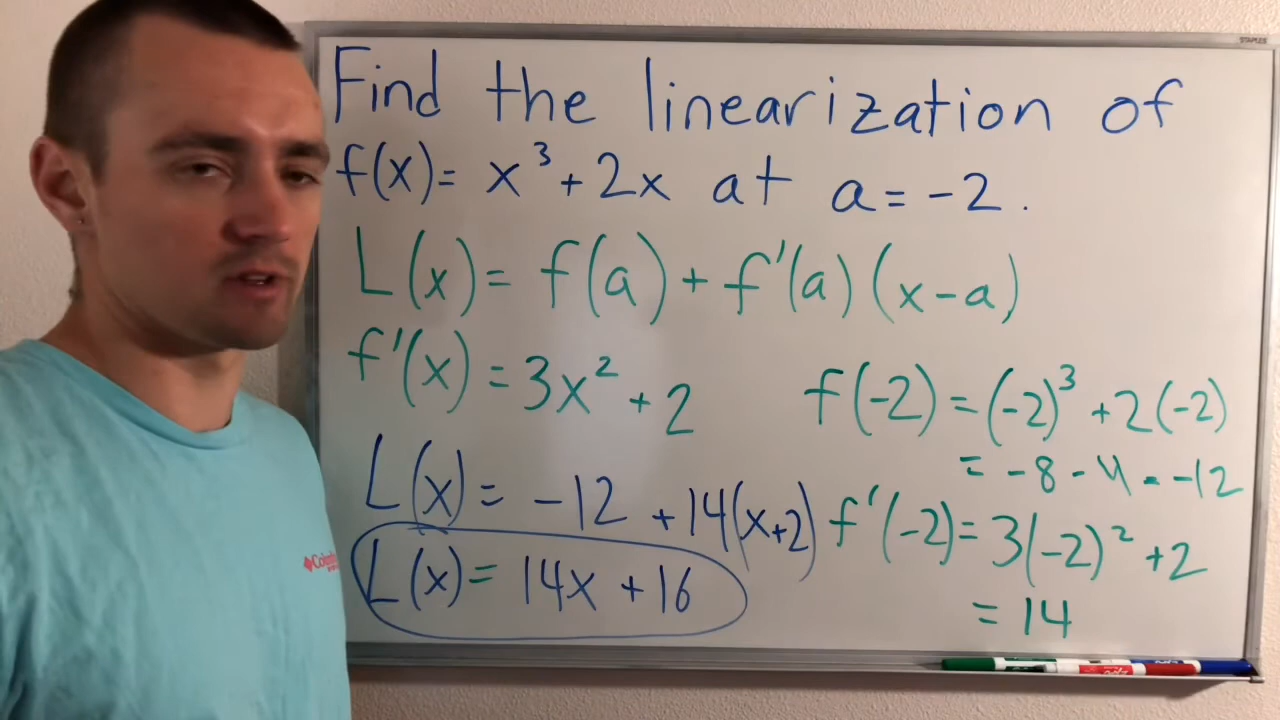 Find the linearization of
f(x)= x³+2x at a=-2.
L(x)= f(a)+f'(a)(x-a)
f'(x)=3x²+2
f(-2)=(-2)³+2(-2)
=-8-4=-12
L(x)= -12+14(x+2)
f'(-2)=3(-2)²+2
=14
L(x)= 14x+16
STAPLES